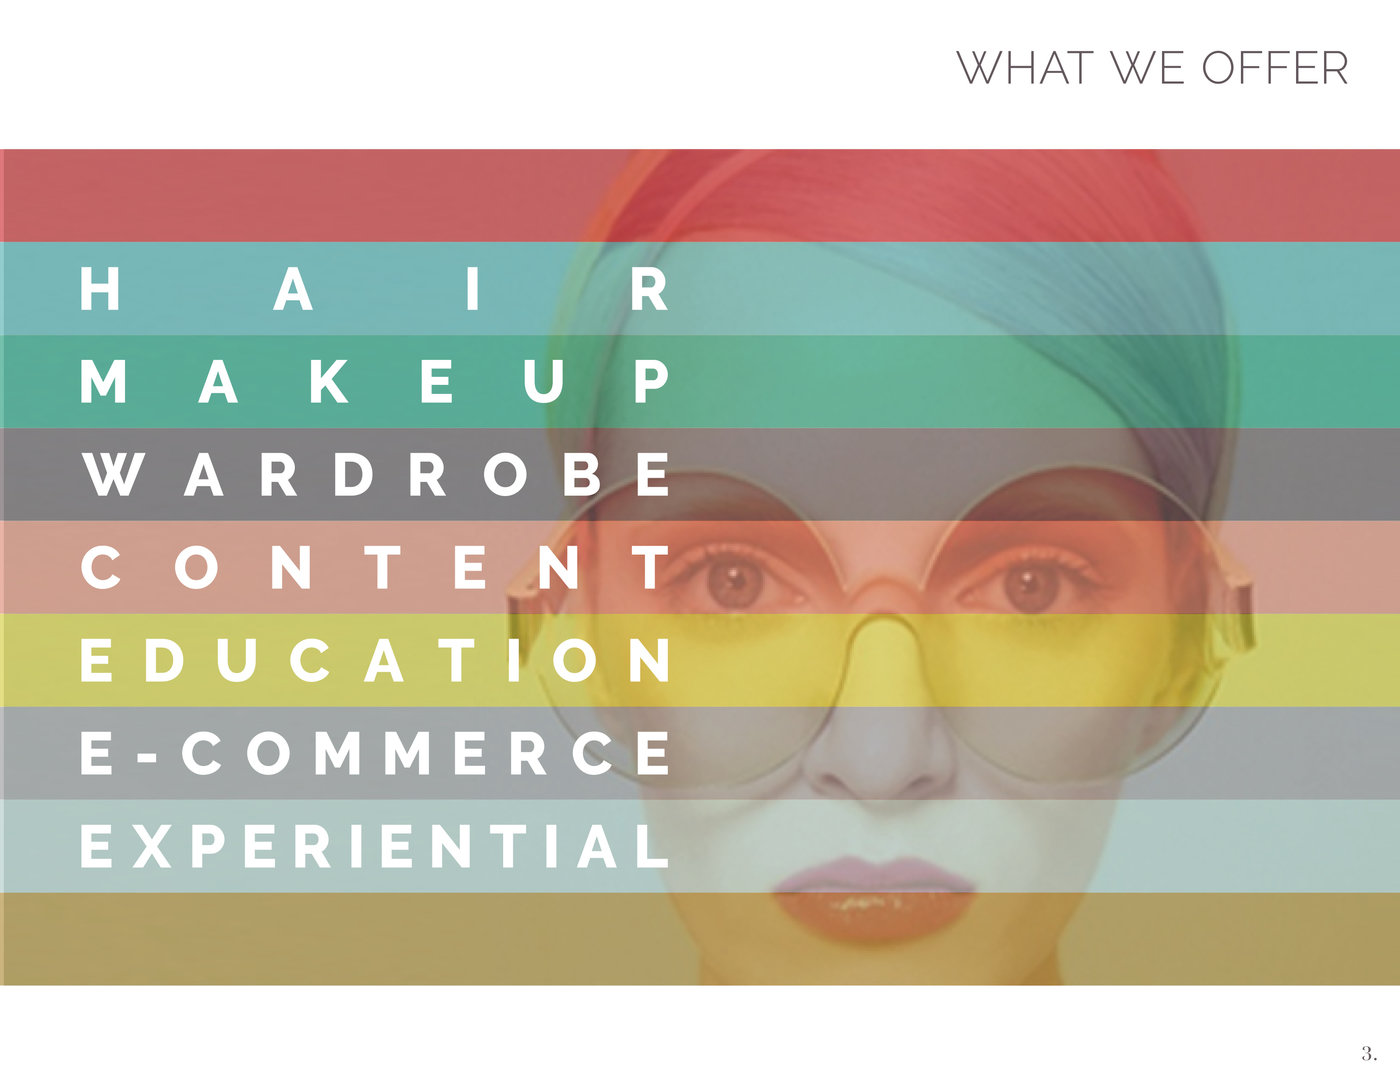 WHAT WE OFFER
HAIR
MAKEUP
WARDROBE
CONTENT
EDUCATION
E-COMMERCE
EXPERIENTIAL
3.